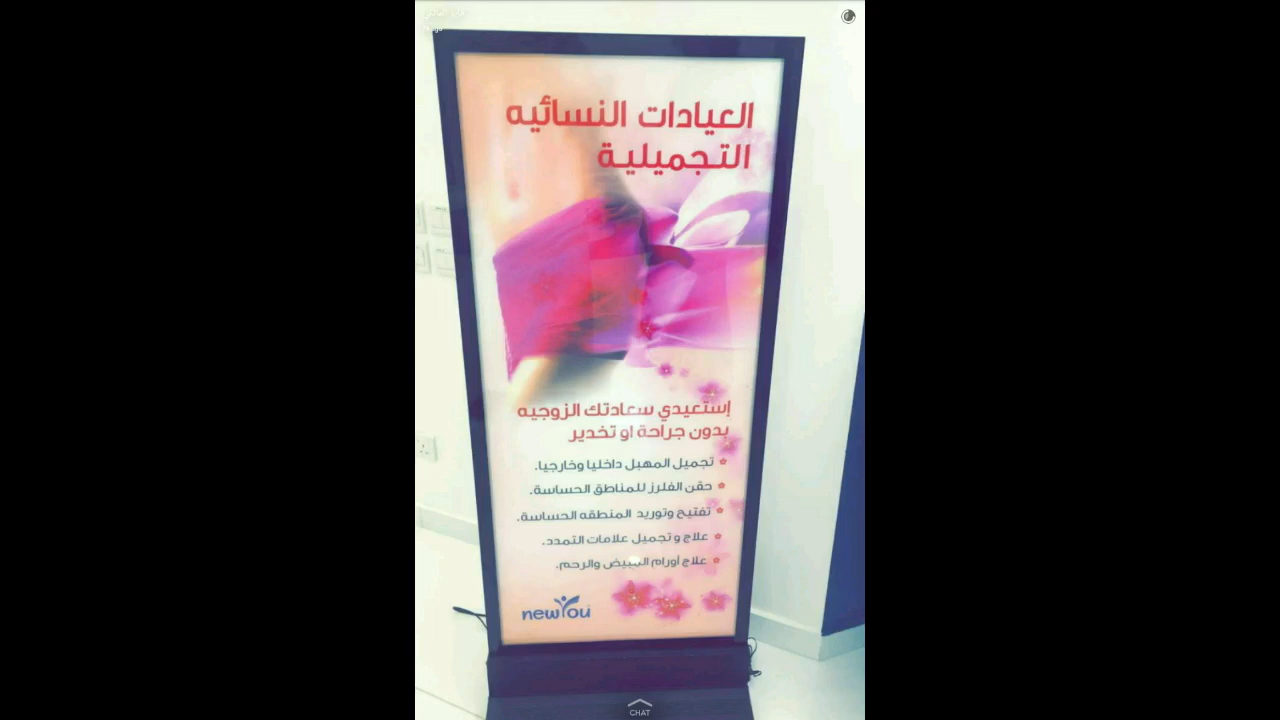 العيادات النسائيه
التجميلية
إستعيدي سعادتك الزوجيه
بدون جراحة او تخدير
تجميل المهبل داخليا وخارجيا.
حقن الفلرز للمناطق الحساسة.
تفتيح وتوريد المنطقه الحساسة.
علاج و تجميل علامات التمدد.
علاج أورام المبيض والرحم.
newYou
CHAT